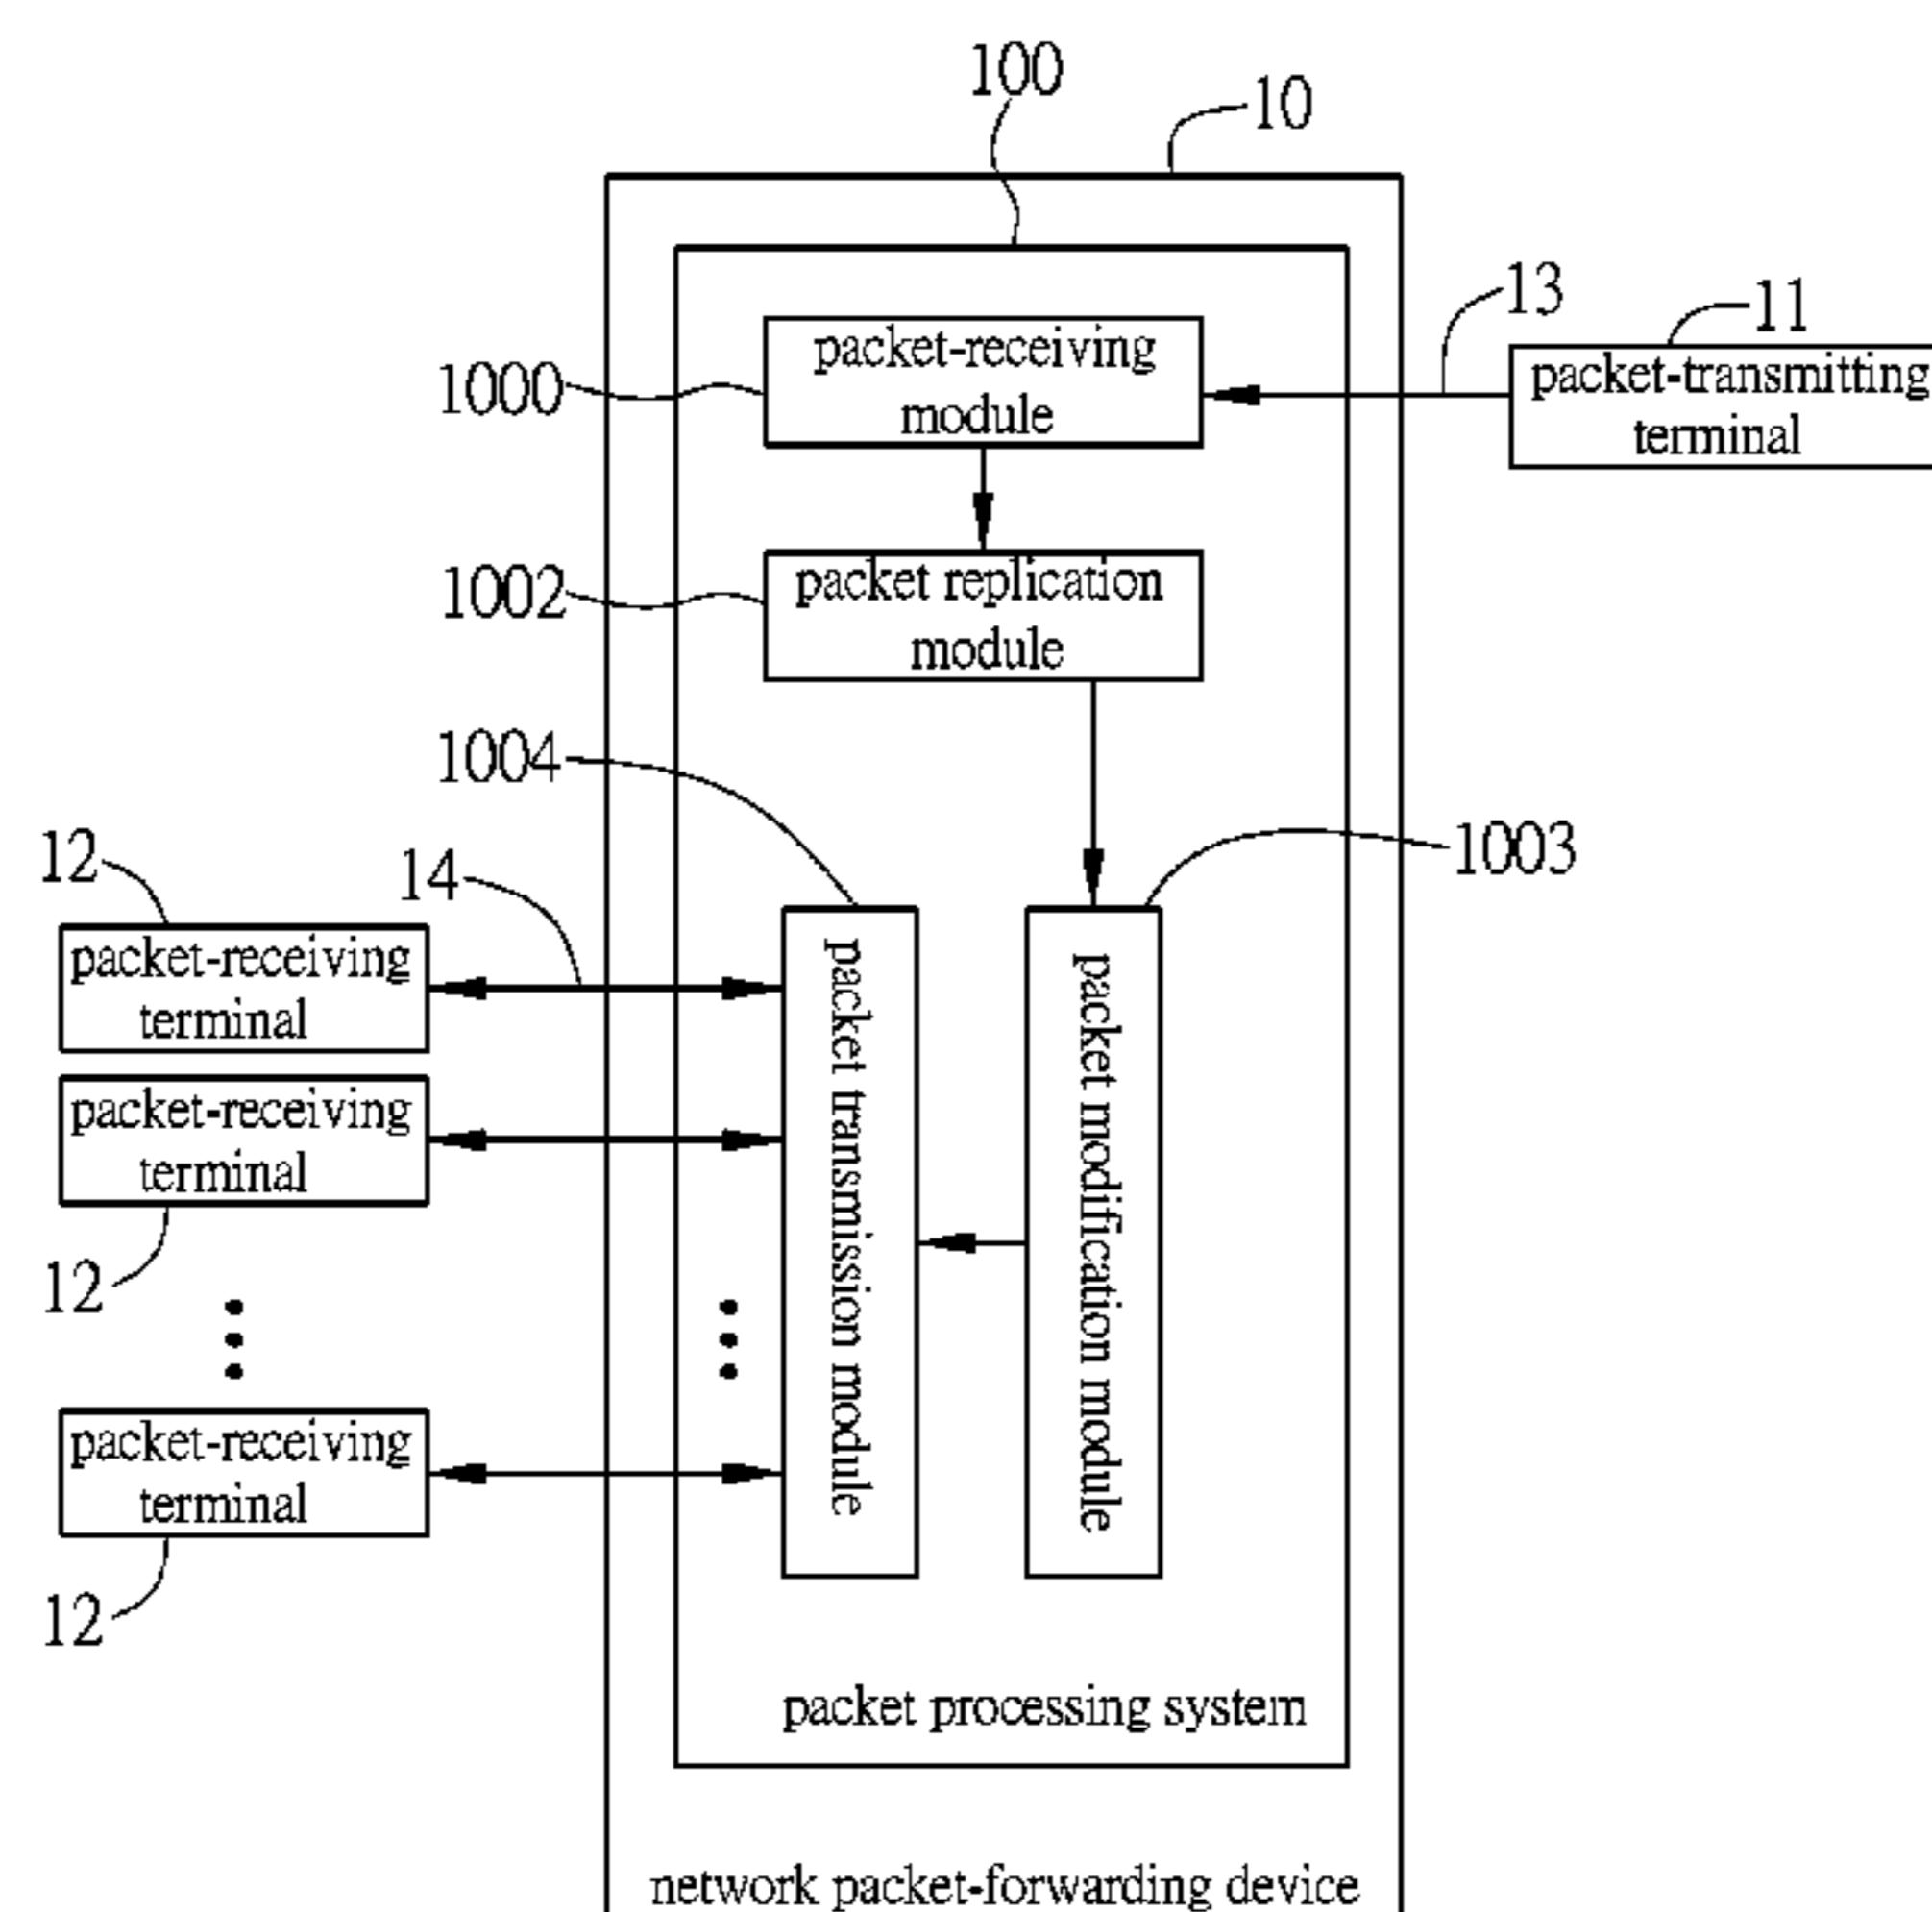 100
10
13
11
packet-receiving
module
1000
packet-transmitting
terminal
1002
packet replication
module
1004
1003
12
14
packet-receiving
terminal
packet-receiving
terminal
12
packet transmission module
packet modification module
packet-receiving
terminal
12
packet processing system
network packet-forwarding device